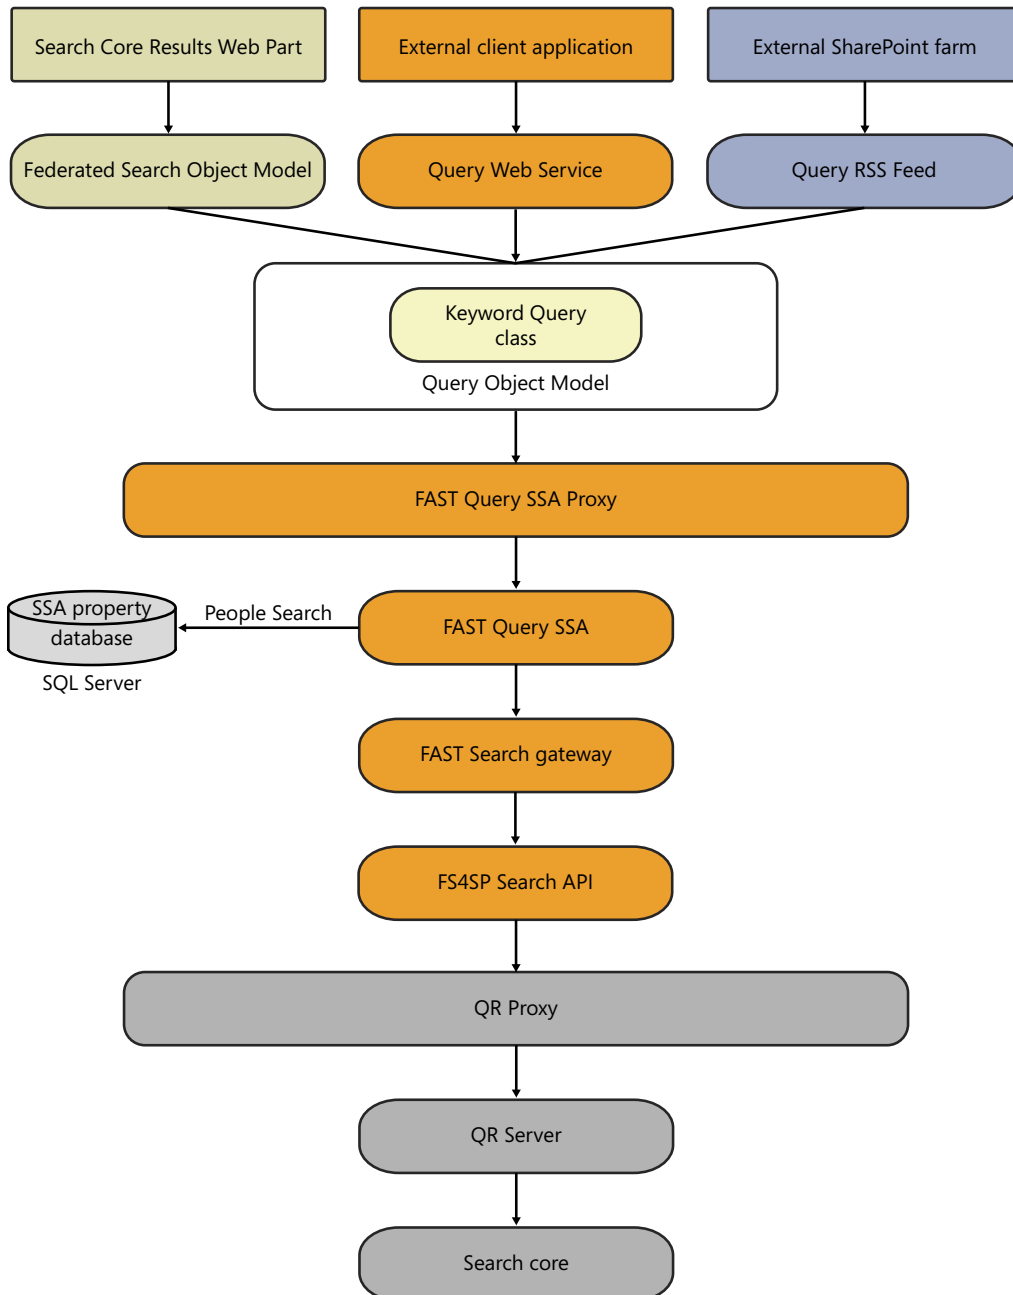 Search Core Results Web Part
External client application
External SharePoint farm
Federated Search Object Model
Query Web Service
Query RSS Feed
Keyword Query
class
Query Object Model
FAST Query SSA Proxy
SSA property
database
People Search
FAST Query SSA
SQL Server
FAST Search gateway
FS4SP Search API
QR Proxy
QR Server
Search core